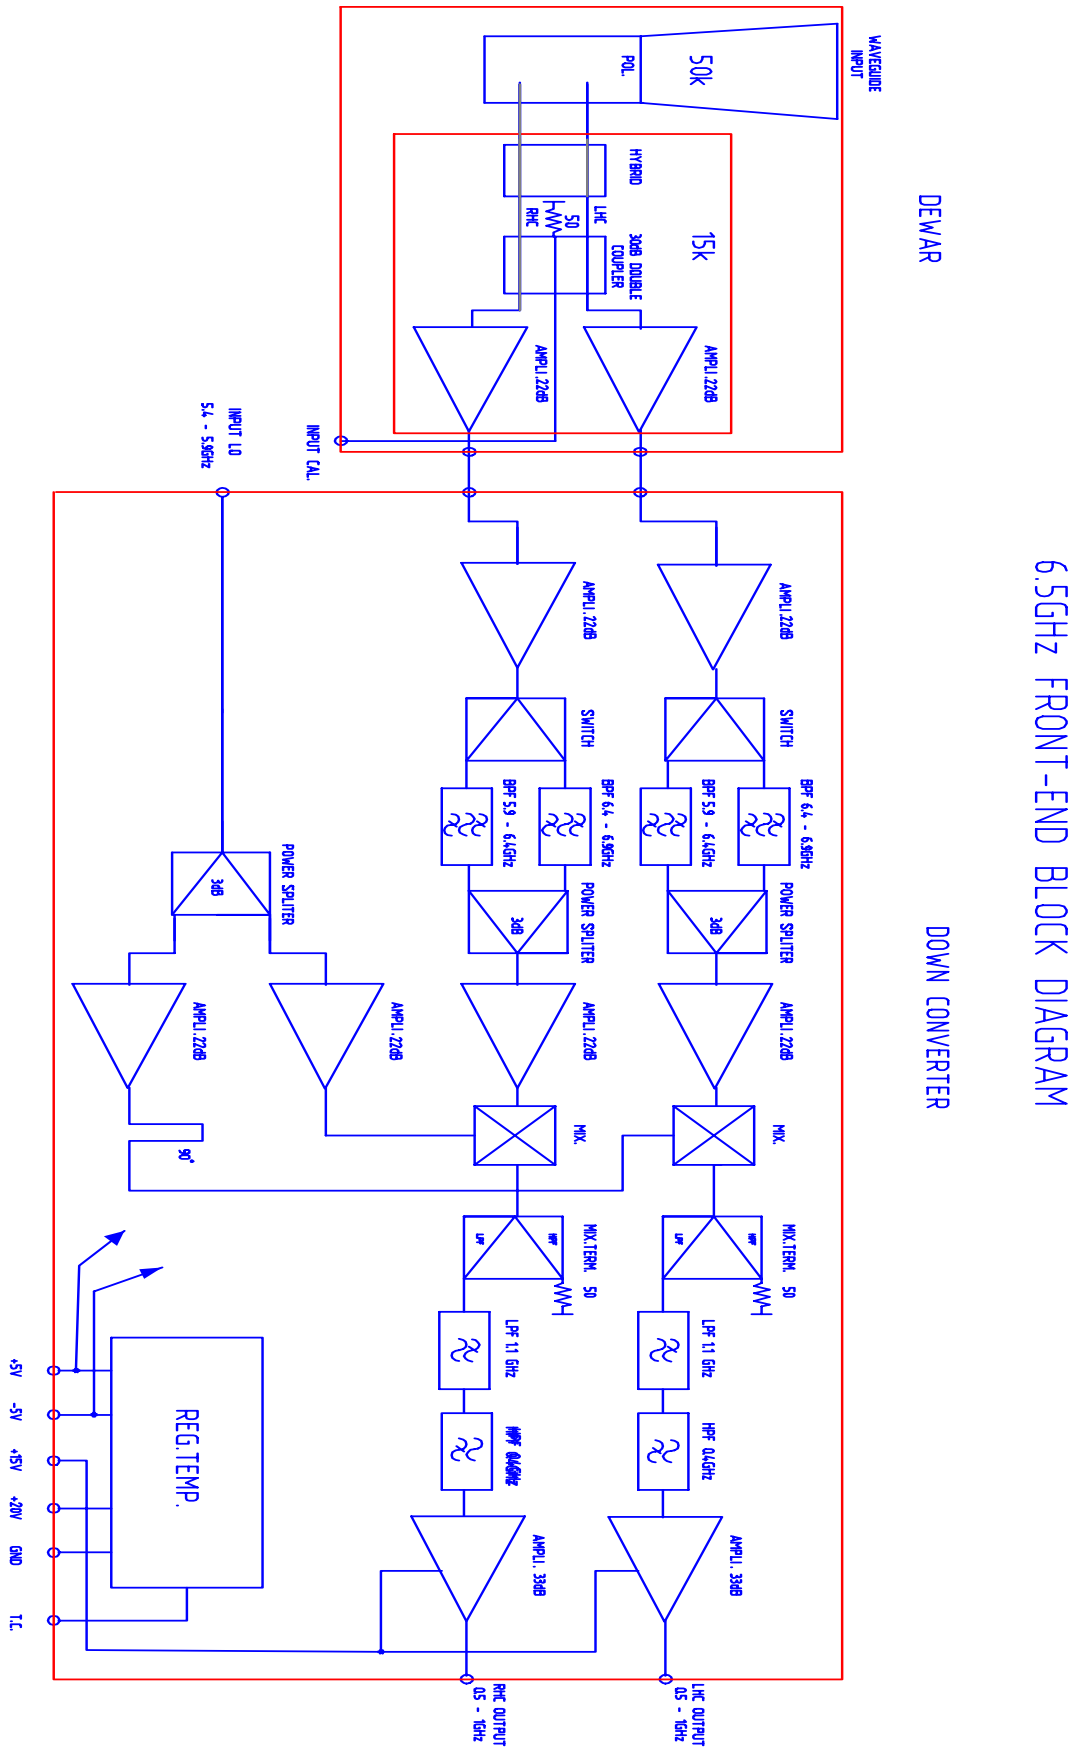 6.5GHz FRONT-END BLOCK DIAGRAM
DEWAR
DOWN CONVERTER
WAVEGUIDE
INPUT
50k
POL.
HYBRID
LHC
50
RHC
15k
30dB DOUBLE
COUPLER
AMPLI.22dB
AMPLI.22dB
INPUT CAL.
INPUT LO
5.4 - 5.9GHz
AMPLI.22dB
SWITCH
BPF 6.4 - 6.9GHz
BPF 5.9 - 6.4GHz
POWER SPLITER
3dB
AMPLI.22dB
MIX.
MIX.TERM. 50
HPF
LPF
LPF 1.1 GHz
HPF 0.4GHz
AMPLI. 33dB
LHC OUTPUT
0.5 - 1GHz
AMPLI.22dB
SWITCH
BPF 6.4 - 6.9GHz
BPF 5.9 - 6.4GHz
POWER SPLITER
3dB
AMPLI.22dB
MIX.
MIX.TERM. 50
HPF
LPF
LPF 1.1 GHz
HPF 0.4GHz
AMPLI. 33dB
RHC OUTPUT
0.5 - 1GHz
POWER SPLITER
3dB
AMPLI.22dB
AMPLI.22dB
90°
REG.TEMP.
+5V
-5V
+15V
+20V
GND
T.C.